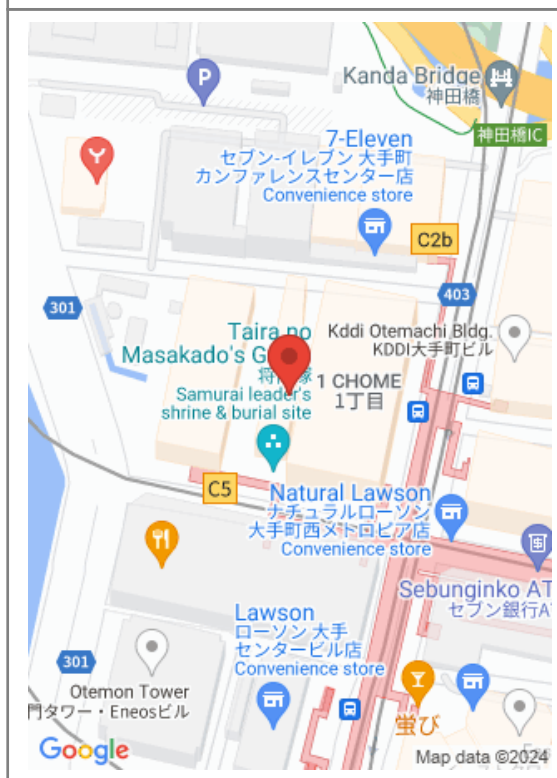 P
Kanda Bridge
神田橋
神田橋IC
7-Eleven
セブン-イレブン 大手町
カンファレンスセンター店
Convenience store
C2b
403
301
Taira no
Masakado's G
Samurai leader's
shrine & burial site
Kddi Otemachi Bldg.
KDDI大手町ビル
1 CHOME
1丁目
C5
Natural Lawson
ナチュラルローソン
大手町西メトロピア店
Convenience store
Sebunginko AT
セブン銀行A
Lawson
ローソン 大手
センタービル店
Convenience store
301
Otemon Tower
門タワー・Eneosビル
蛍び
Google
Map data ©2024